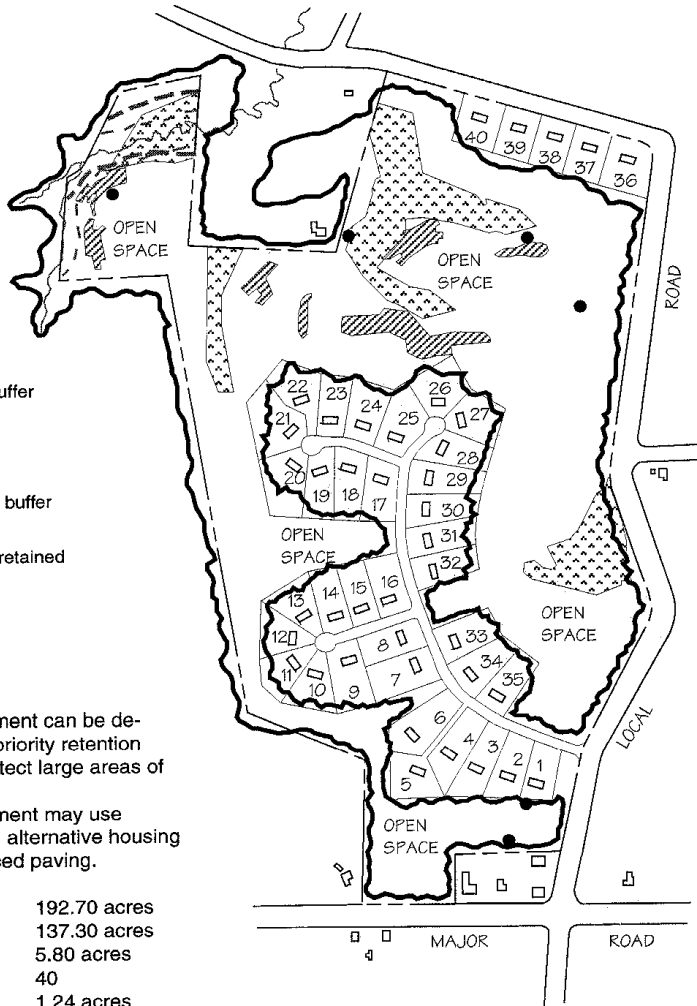 40
39
38
37
36
ROAD
OPEN
SPACE
OPEN
SPACE
uffer
buffer
retained
22
23
24
25
26
27
21
28
20
19
18
17
29
30
31
32
OPEN
SPACE
13
14
15
16
12
11
10
9
8
7
33
34
35
OPEN
SPACE
LOCAL
6
5
4
3
2
1
OPEN
SPACE
ment can be de-
priority retention
tect large areas of
ment may use
alternative housing
ced paving.
192.70 acres
137.30 acres
5.80 acres
40
1.24 acres
MAJOR ROAD